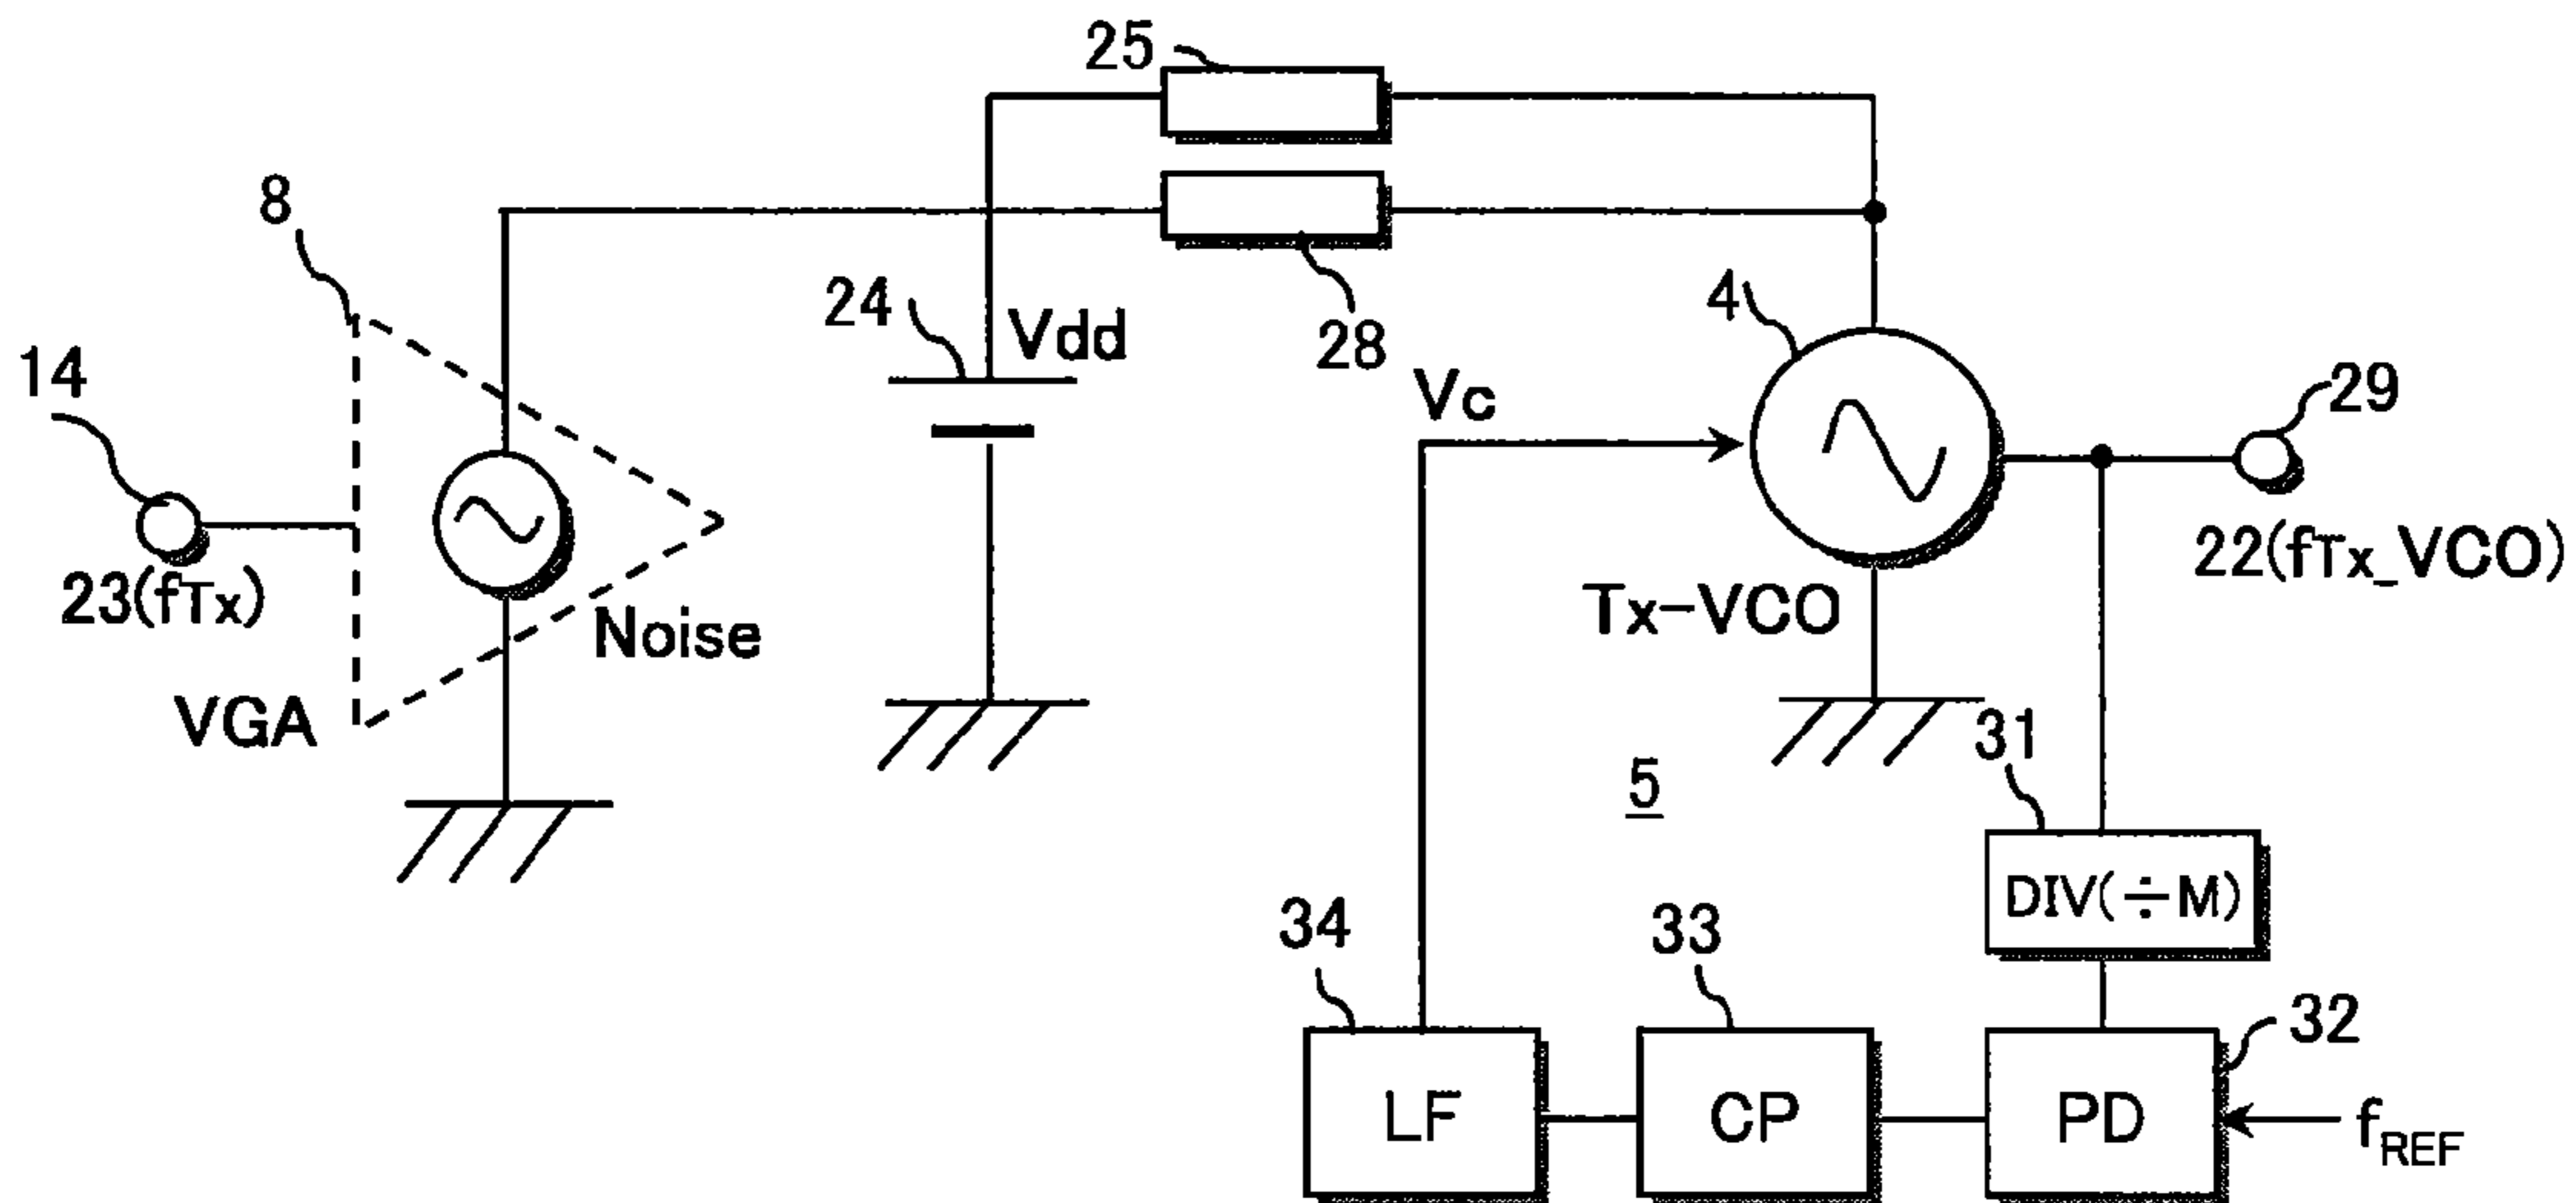 25
8
24
Vdd
28
4
14
Vc
29
23(fTx)
22(fTx_VCO)
Noise
Tx-VCO
VGA
31
5
DIV(÷M)
34
33
32
LF
CP
PD
fREF